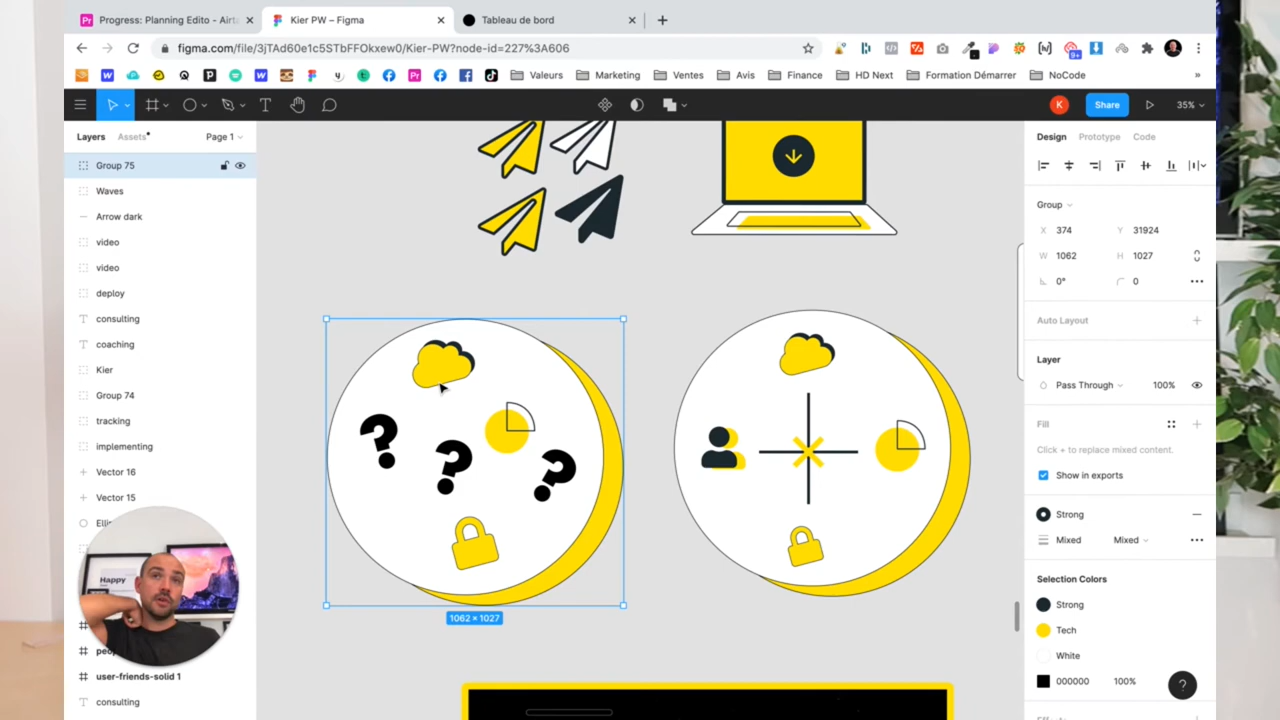 Progress: Planning Edito - Airta
Kier PW – Figma
Tableau de bord
figma.com/file/3jTAd60e1c5STbFFOkxew0/Kier-PW?node-id=227%3A606
9+
Valeurs
Marketing
Ventes
Avis
Finance
HD Next
Formation Démarrer
NoCode
»
K
Share
35%
Layers
Assets
Page 1
Design
Prototype
Code
Group 75
Waves
Arrow dark
video
video
deploy
consulting
coaching
Kier
Group 74
tracking
implementing
Vector 16
Vector 15
Happy
user-friends-solid 1
consulting
? ? ?
1062 × 1027
Group
X 374 Y 31924
W 1062 H 1027
0° 0
Auto Layout
Layer
Pass Through 100%
Fill
Click + to replace mixed content.
Show in exports
Strong
Mixed Mixed
Selection Colors
Strong
Tech
White
000000 100%
?